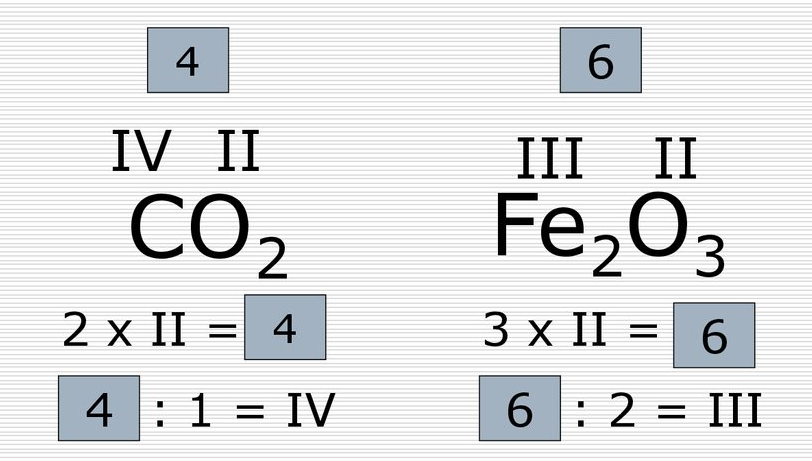 4
IV II
CO₂
2 x II = 4
4 : 1 = IV
6
III II
Fe₂O₃
3 x II = 6
6 : 2 = III